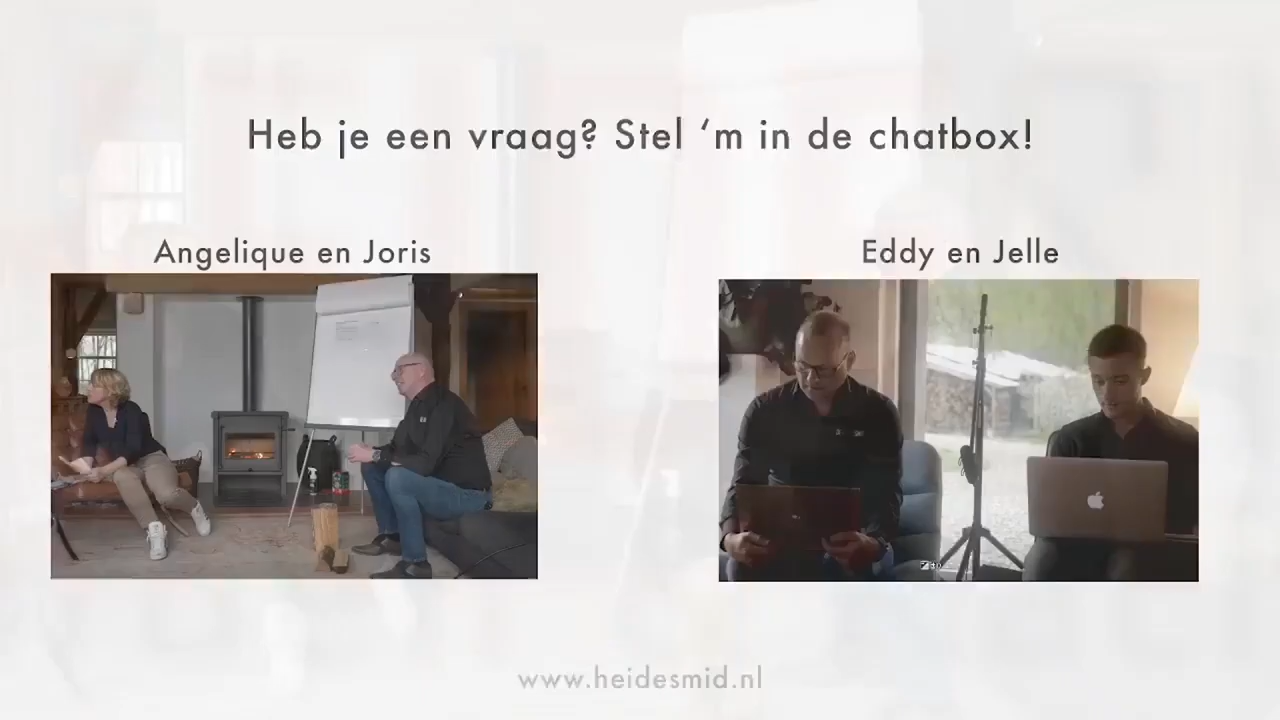 Heb je een vraag? Stel ‘m in de chatbox!
Angelique en Joris
Eddy en Jelle
www.heidesmid.nl